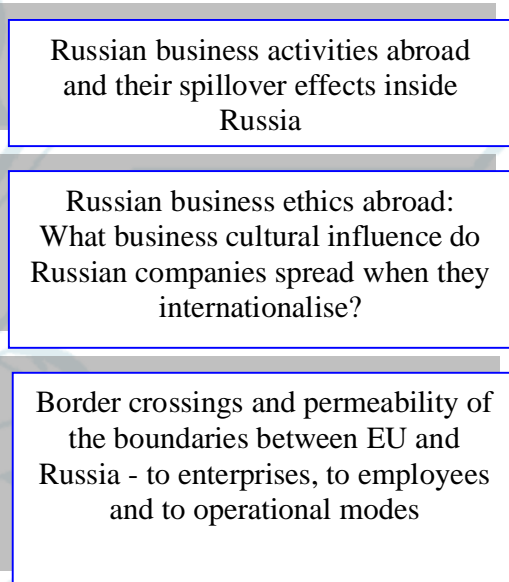 Russian business activities abroad
and their spillover effects inside
Russia
Russian business ethics abroad:
What business cultural influence do
Russian companies spread when they
internationalise?
Border crossings and permeability of
the boundaries between EU and
Russia - to enterprises, to employees
and to operational modes